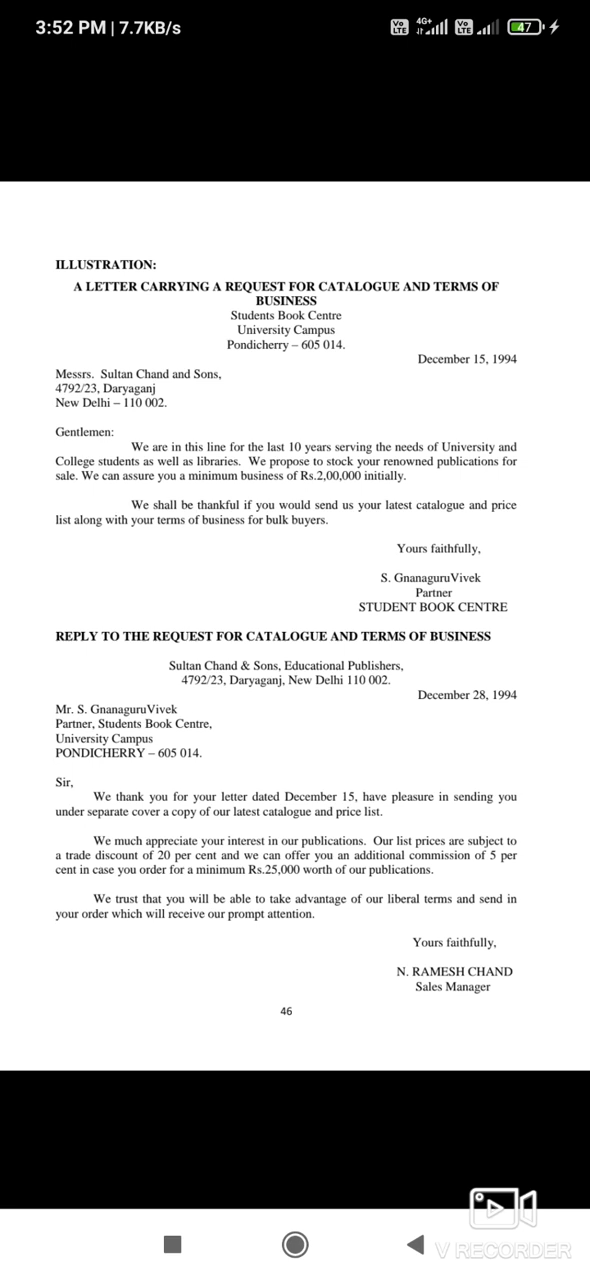 3:52 PM | 7.7KB/s
Vo LTE 4G+ Vo LTE 47
ILLUSTRATION:
A LETTER CARRYING A REQUEST FOR CATALOGUE AND TERMS OF
BUSINESS
Students Book Centre
University Campus
Pondicherry – 605 014.
December 15, 1994
Messrs. Sultan Chand and Sons,
4792/23, Daryaganj
New Delhi – 110 002.
Gentlemen:
We are in this line for the last 10 years serving the needs of University and
College students as well as libraries. We propose to stock your renowned publications for
sale. We can assure you a minimum business of Rs.2,00,000 initially.
We shall be thankful if you would send us your latest catalogue and price
list along with your terms of business for bulk buyers.
Yours faithfully,
S. GnanaguruVivek
Partner
STUDENT BOOK CENTRE
REPLY TO THE REQUEST FOR CATALOGUE AND TERMS OF BUSINESS
Sultan Chand & Sons, Educational Publishers,
4792/23, Daryaganj, New Delhi 110 002.
December 28, 1994
Mr. S. GnanaguruVivek
Partner, Students Book Centre,
University Campus
PONDICHERRY – 605 014.
Sir,
We thank you for your letter dated December 15, have pleasure in sending you
under separate cover a copy of our latest catalogue and price list.
We much appreciate your interest in our publications. Our list prices are subject to
a trade discount of 20 per cent and we can offer you an additional commission of 5 per
cent in case you order for a minimum Rs.25,000 worth of our publications.
We trust that you will be able to take advantage of our liberal terms and send in
your order which will receive our prompt attention.
Yours faithfully,
N. RAMESH CHAND
Sales Manager
46
V RECORDER